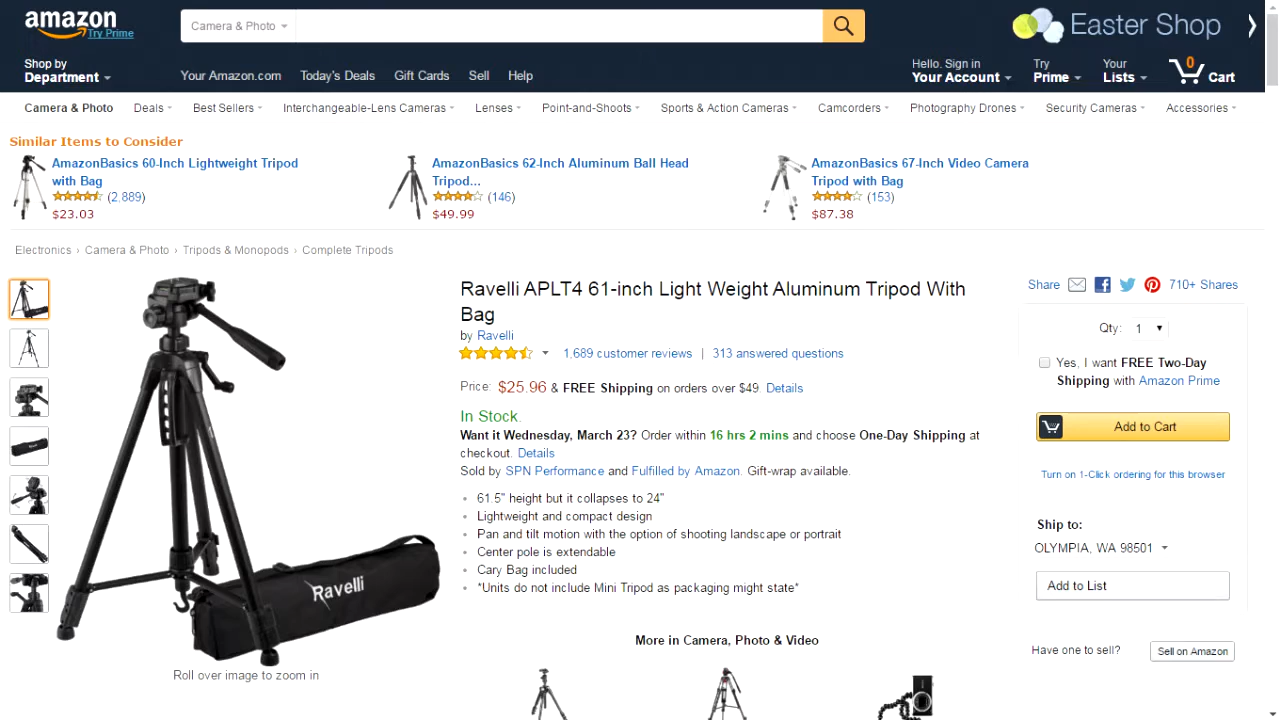 amazon
Try Prime
Camera & Photo
Easter Shop
Shop by
Department
Your Amazon.com
Today's Deals
Gift Cards
Sell
Help
Hello. Sign in
Your Account
Try
Prime
Your
Lists
0
Cart
Camera & Photo
Deals
Best Sellers
Interchangeable-Lens Cameras
Lenses
Point-and-Shoots
Sports & Action Cameras
Camcorders
Photography Drones
Security Cameras
Accessories
Similar Items to Consider
AmazonBasics 60-Inch Lightweight Tripod
with Bag
(2,889)
$23.03
AmazonBasics 62-Inch Aluminum Ball Head
Tripod...
(146)
$49.99
AmazonBasics 67-Inch Video Camera
Tripod with Bag
(153)
$87.38
Electronics › Camera & Photo › Tripods & Monopods › Complete Tripods
Ravelli
Roll over image to zoom in
Ravelli APLT4 61-inch Light Weight Aluminum Tripod With
Bag
by Ravelli
1,689 customer reviews | 313 answered questions
Price: $25.96 & FREE Shipping on orders over $49. Details
In Stock.
Want it Wednesday, March 23? Order within 16 hrs 2 mins and choose One-Day Shipping at
checkout. Details
Sold by SPN Performance and Fulfilled by Amazon. Gift-wrap available.
• 61.5" height but it collapses to 24"
• Lightweight and compact design
• Pan and tilt motion with the option of shooting landscape or portrait
• Center pole is extendable
• Cary Bag included
• *Units do not include Mini Tripod as packaging might state*
More in Camera, Photo & Video
Share
710+ Shares
Qty: 1
Yes, I want FREE Two-Day
Shipping with Amazon Prime
Add to Cart
Turn on 1-Click ordering for this browser
Ship to:
OLYMPIA, WA 98501
Add to List
Have one to sell?
Sell on Amazon